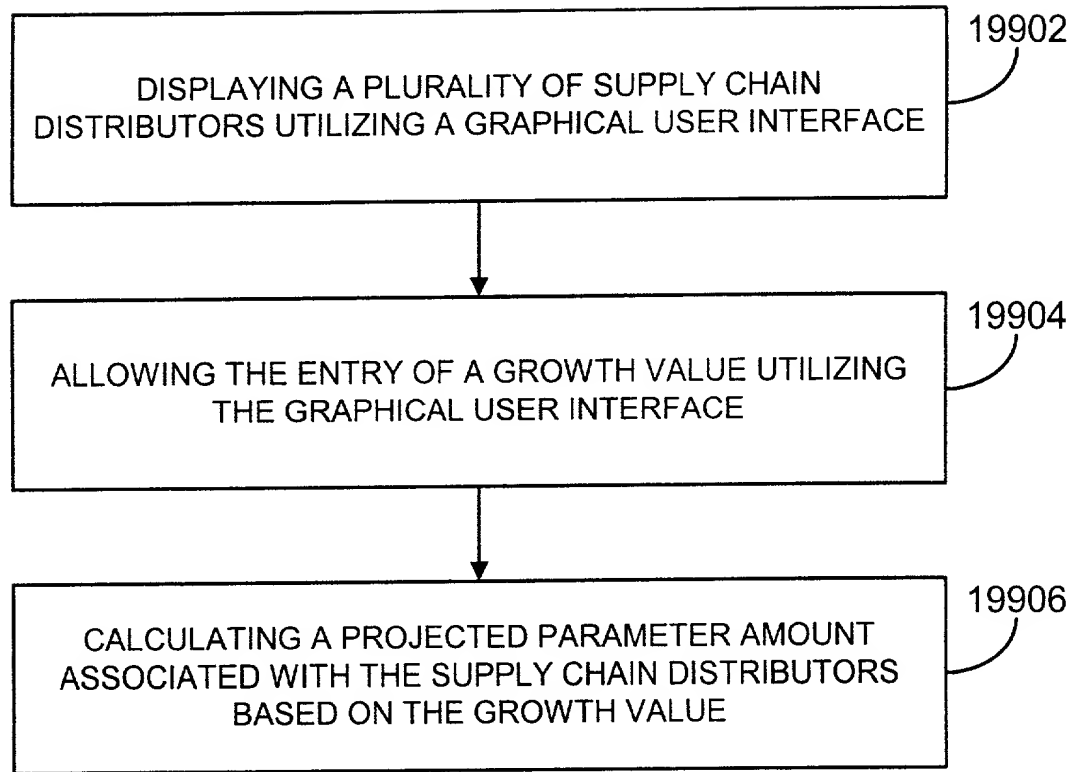 19902
DISPLAYING A PLURALITY OF SUPPLY CHAIN
DISTRIBUTORS UTILIZING A GRAPHICAL USER INTERFACE
19904
ALLOWING THE ENTRY OF A GROWTH VALUE UTILIZING
THE GRAPHICAL USER INTERFACE
19906
CALCULATING A PROJECTED PARAMETER AMOUNT
ASSOCIATED WITH THE SUPPLY CHAIN DISTRIBUTORS
BASED ON THE GROWTH VALUE